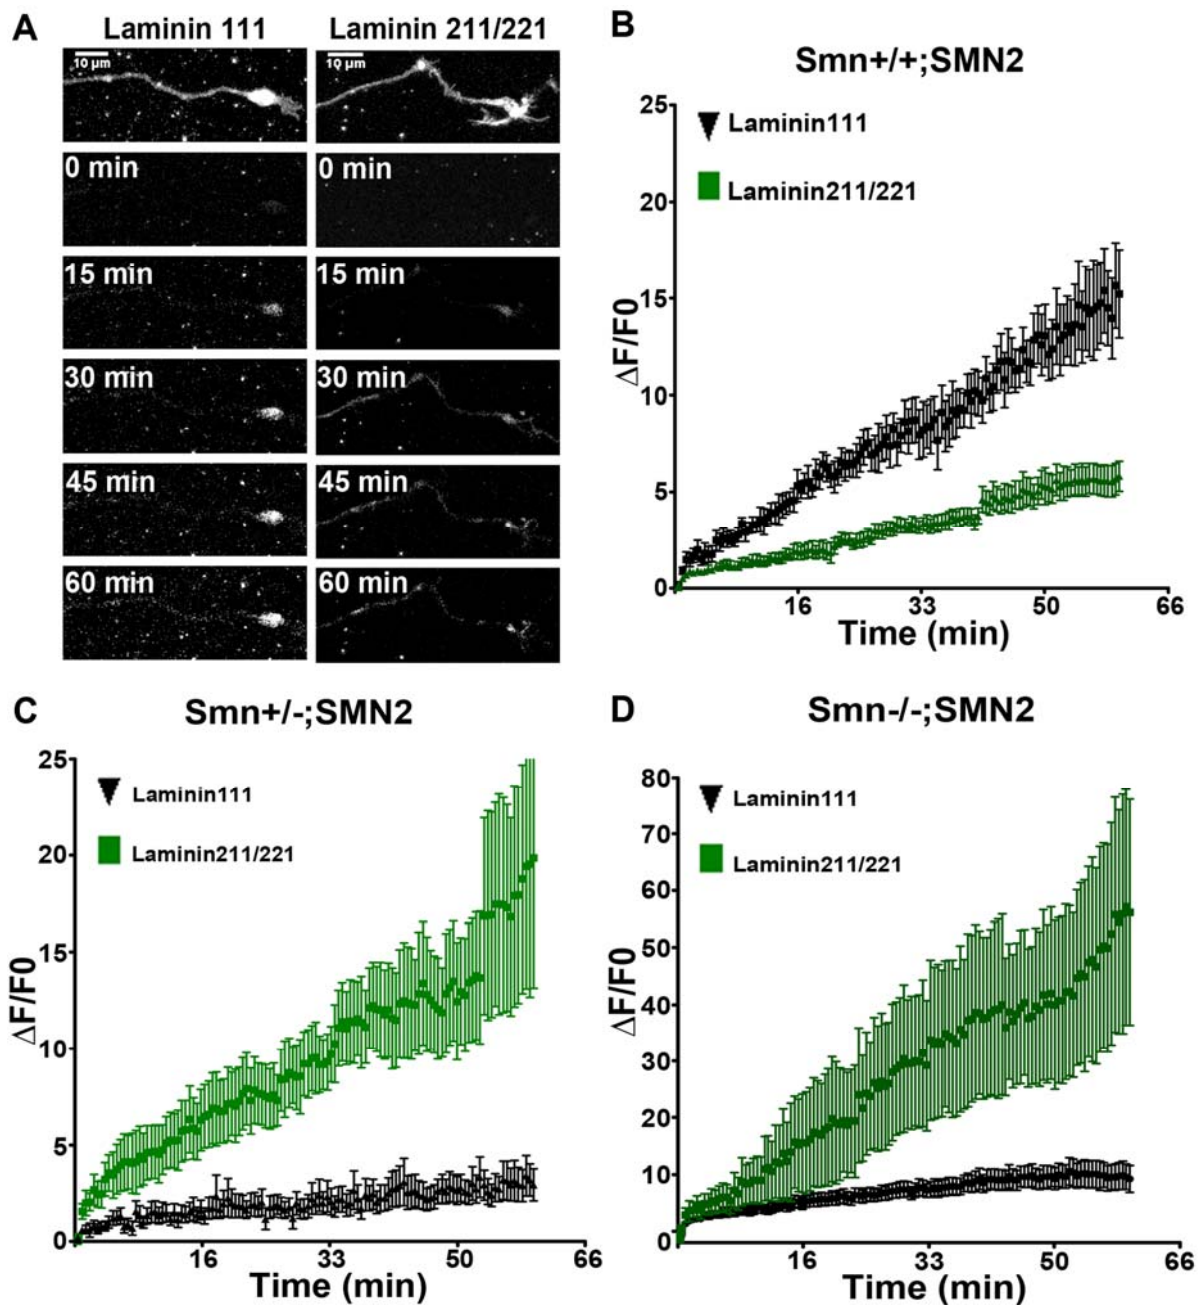 A
Laminin 111
Laminin 211/221
10 µm
10 µm
0 min
0 min
15 min
15 min
30 min
30 min
45 min
45 min
60 min
60 min
B
Smn+/+;SMN2
Laminin111
Laminin211/221
25
20
15
10
5
0
ΔF/F0
16
33
50
66
Time (min)
C
Smn+/-;SMN2
Laminin111
Laminin211/221
25
20
15
10
5
0
ΔF/F0
16
33
50
66
Time (min)
D
Smn-/-;SMN2
Laminin111
Laminin211/221
80
70
60
50
40
30
20
10
0
ΔF/F0
16
33
50
66
Time (min)